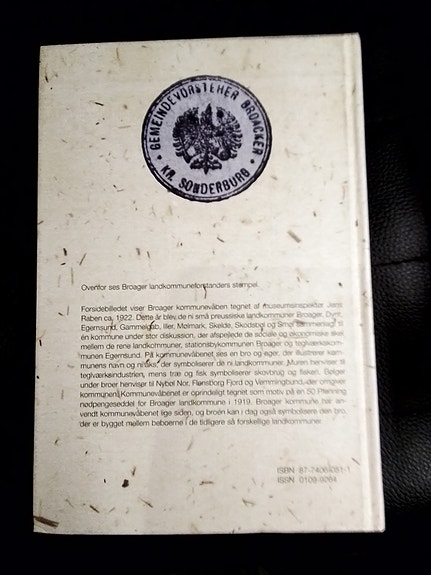 GEMEINDEVORSTEHER BROACKER
KR. SONDERBURG
Ovenfor ses Broager landkommuneforstanders stempel.
Forsidebilledet viser Broager kommunevåben tegnet af museumsinspektør Jens
Raben ca. 1922. Dette år blev de ni små preussiske landkommuner Broager, Dynt,
Egernsund, Gammelgab, Iller, Mølmark, Skelde, Skodsbøl og Smøl sammenlagt til
én kommune under stor diskussion, der afspejlede de sociale og økonomiske skel
mellem de rene landkommuner, stationsbykommunen Broager og teglværkskom-
munen Egernsund. På kommunevåbenet ses en bro og ager, der illustrerer kom-
munens navn og ni aks, der symboliserer de ni landkommuner. Muren henviser til
teglværksindustrien, mens træ og fisk symboliserer skovbrug og fiskeri. Bølger
under broer henviser til Nybel Nor, Flensborg Fjord og Vemmingbund, der omgiver
kommunen. Kommunevåbenet er oprindeligt tegnet som motiv på en 50 Pfenning
nødpengeseddel for Broager landkommune i 1919. Broager kommune har an-
vendt kommunevåbenet lige siden, og broen kan i dag også symbolisere den bro,
der er bygget mellem beboerne i de tidligere så forskellige landkommuner.
ISBN 87-7406-081-1
ISSN 0109-9264